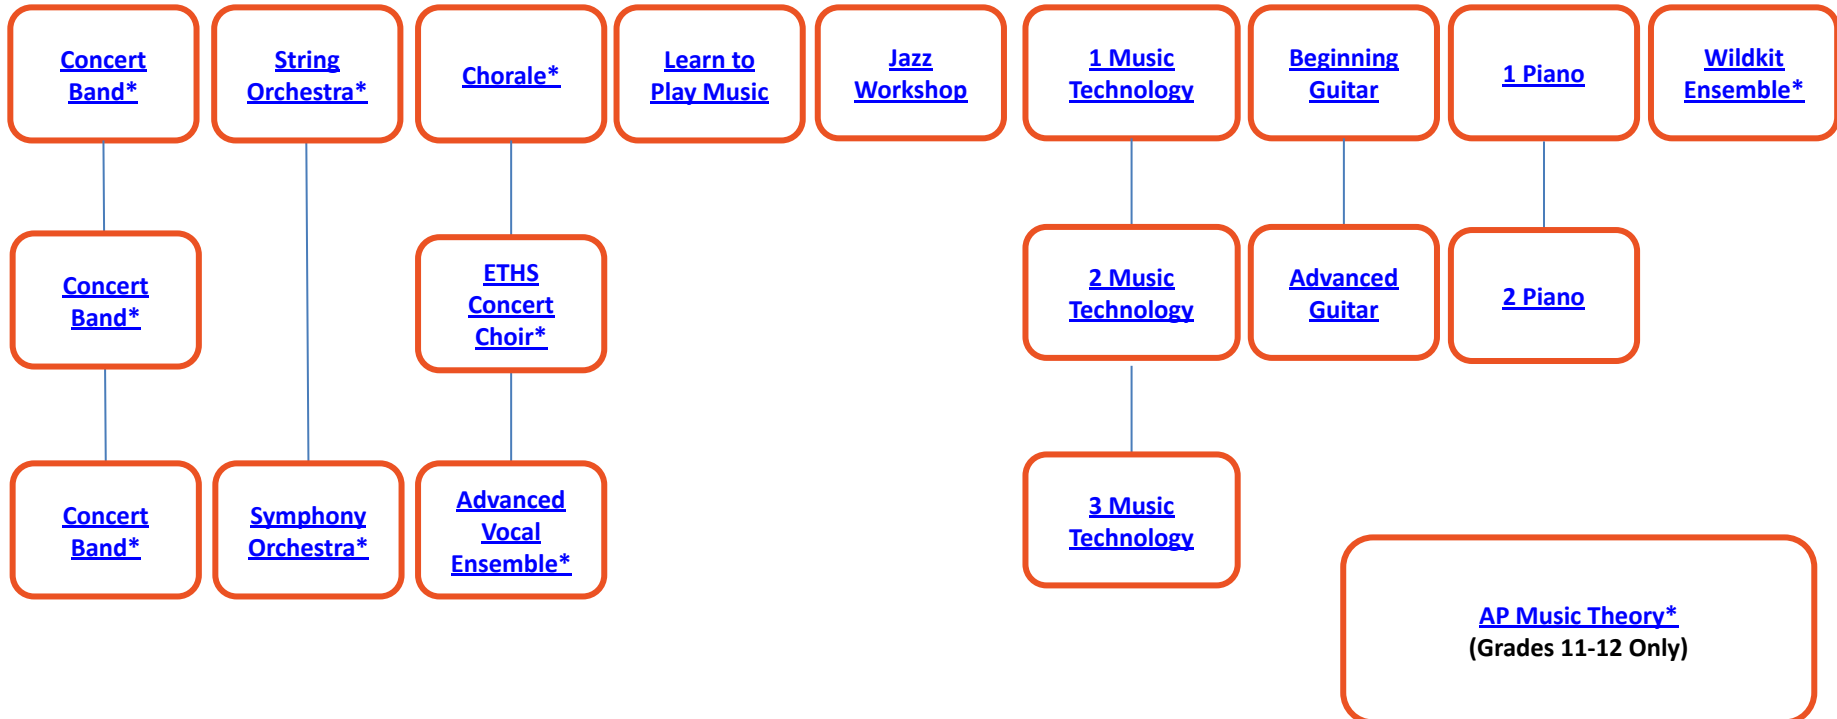 Concert
Band*
String
Orchestra*
Chorale*
Learn to
Play Music
Jazz
Workshop
1 Music
Technology
Beginning
Guitar
1 Piano
Wildkit
Ensemble*
Concert
Band*
ETHS
Concert
Choir*
2 Music
Technology
Advanced
Guitar
2 Piano
Concert
Band*
Symphony
Orchestra*
Advanced
Vocal
Ensemble*
3 Music
Technology
AP Music Theory*
(Grades 11-12 Only)